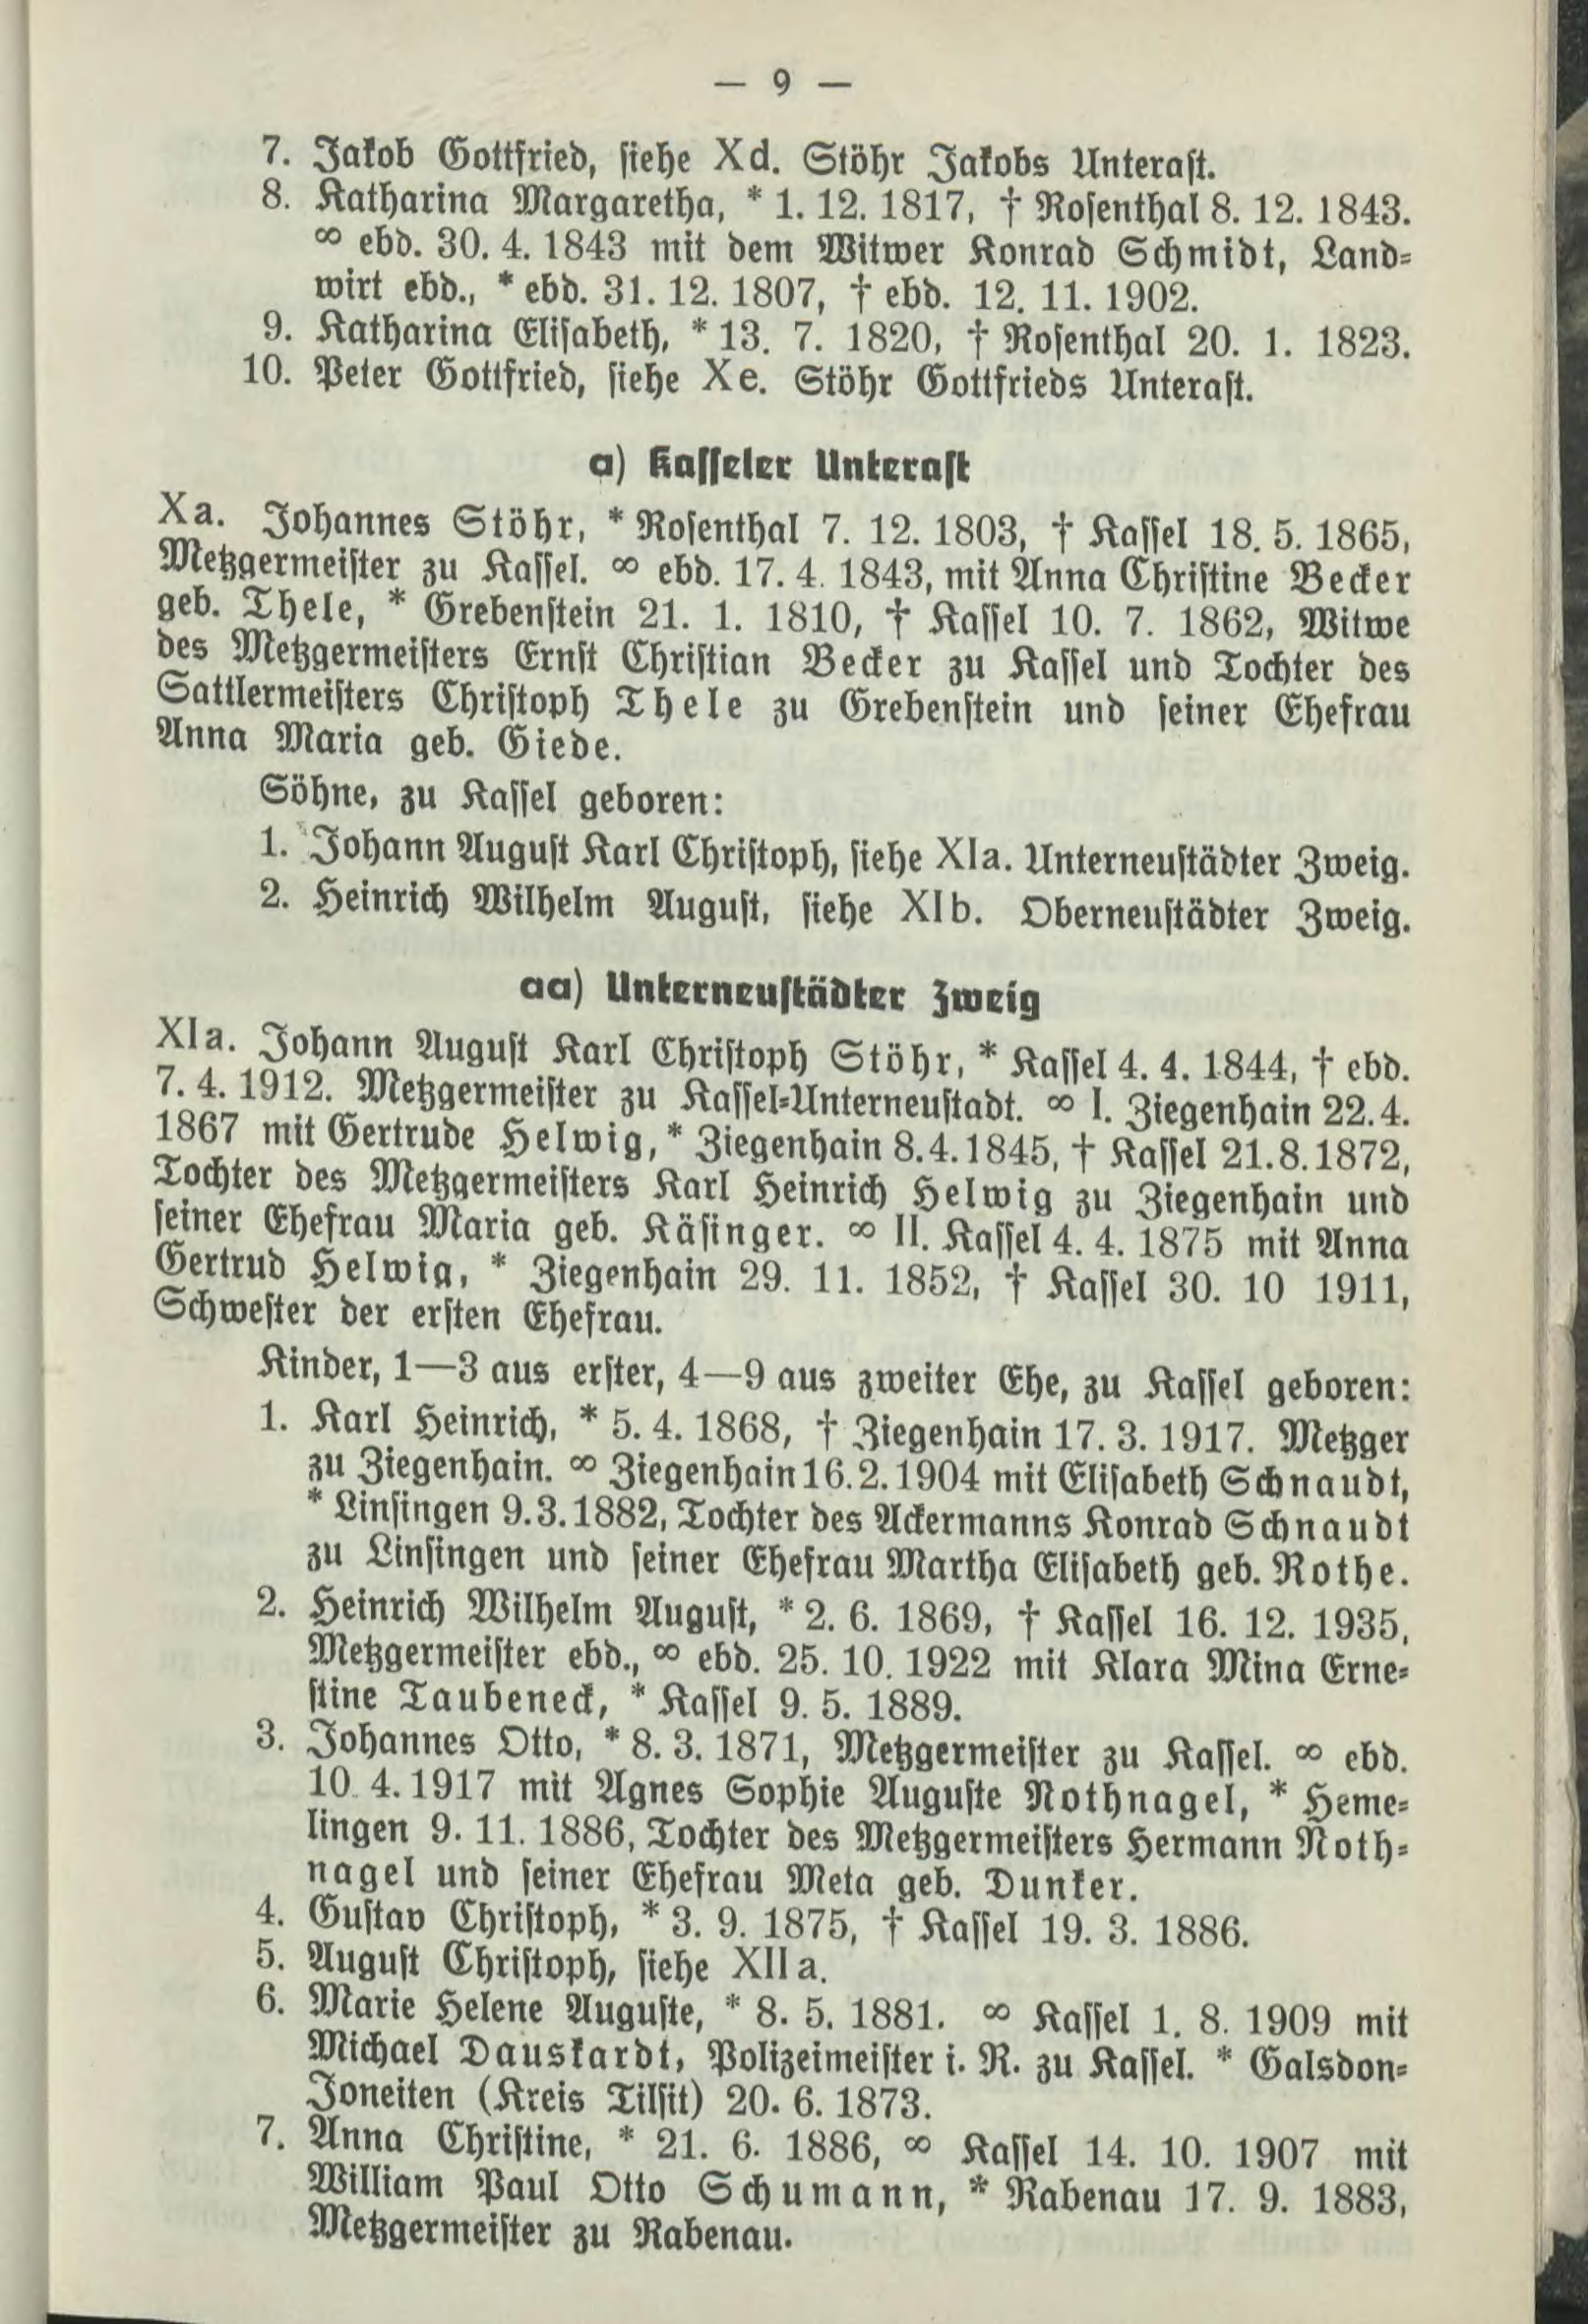 — 9 —
7. Jakob Gottfried, siehe Xd. Stöhr Jakobs Unterast.
8. Katharina Margaretha, * 1. 12. 1817, † Rosenthal 8. 12. 1843.
∞ ebd. 30. 4. 1843 mit dem Witwer Konrad Schmidt, Land-
wirt ebd., * ebd. 31. 12. 1807, † ebd. 12. 11. 1902.
9. Katharina Elisabeth, * 13. 7. 1820, † Rosenthal 20. 1. 1823.
10. Peter Gottfried, siehe Xe. Stöhr Gottfrieds Unterast.
a) Kasseler Unterast
Xa. Johannes Stöhr, * Rosenthal 7. 12. 1803, † Kassel 18. 5. 1865,
Metzgermeister zu Kassel. ∞ ebd. 17. 4. 1843, mit Anna Christine Becker
geb. Thele, * Grebenstein 21. 1. 1810, † Kassel 10. 7. 1862, Witwe
des Metzgermeisters Ernst Christian Becker zu Kassel und Tochter des
Sattlermeisters Christoph Thele zu Grebenstein und seiner Ehefrau
Anna Maria geb. Giede.
Söhne, zu Kassel geboren:
1. Johann August Karl Christoph, siehe XIa. Unterneustädter Zweig.
2. Heinrich Wilhelm August, siehe XIb. Oberneustädter Zweig.
aa) Unterneustädter Zweig
XIa. Johann August Karl Christoph Stöhr, * Kassel 4. 4. 1844, † ebd.
7. 4. 1912. Metzgermeister zu Kassel-Unterneustadt. ∞ I. Ziegenhain 22. 4.
1867 mit Gertrude Helwig, * Ziegenhain 8. 4. 1845, † Kassel 21. 8. 1872,
Tochter des Metzgermeisters Karl Heinrich Helwig zu Ziegenhain und
seiner Ehefrau Maria geb. Käsinger. ∞ II. Kassel 4. 4. 1875 mit Anna
Gertrud Helwig, * Ziegenhain 29. 11. 1852, † Kassel 30. 10 1911,
Schwester der ersten Ehefrau.
Kinder, 1—3 aus erster, 4—9 aus zweiter Ehe, zu Kassel geboren:
1. Karl Heinrich, * 5. 4. 1868, † Ziegenhain 17. 3. 1917. Metzger
zu Ziegenhain. ∞ Ziegenhain 16. 2. 1904 mit Elisabeth Schnaudt,
* Linsingen 9. 3. 1882, Tochter des Ackermanns Konrad Schnaudt
zu Linsingen und seiner Ehefrau Martha Elisabeth geb. Rothe.
2. Heinrich Wilhelm August, * 2. 6. 1869, † Kassel 16. 12. 1935,
Metzgermeister ebd., ∞ ebd. 25. 10. 1922 mit Klara Mina Erne-
stine Taubeneck, * Kassel 9. 5. 1889.
3. Johannes Otto, * 8. 3. 1871, Metzgermeister zu Kassel. ∞ ebd.
10. 4. 1917 mit Agnes Sophie Auguste Nothnagel, * Heme-
lingen 9. 11. 1886, Tochter des Metzgermeisters Hermann Noth-
nagel und seiner Ehefrau Meta geb. Dunker.
4. Gustav Christoph, * 3. 9. 1875, † Kassel 19. 3. 1886.
5. August Christoph, siehe XIIa.
6. Marie Helene Auguste, * 8. 5. 1881. ∞ Kassel 1. 8. 1909 mit
Michael Dauskardt, Polizeimeister i. R. zu Kassel. * Galsdon-
Joneiten (Kreis Tilsit) 20. 6. 1873.
7. Anna Christine, * 21. 6. 1886, ∞ Kassel 14. 10. 1907 mit
William Paul Otto Schumann, * Rabenau 17. 9. 1883,
Metzgermeister zu Rabenau.